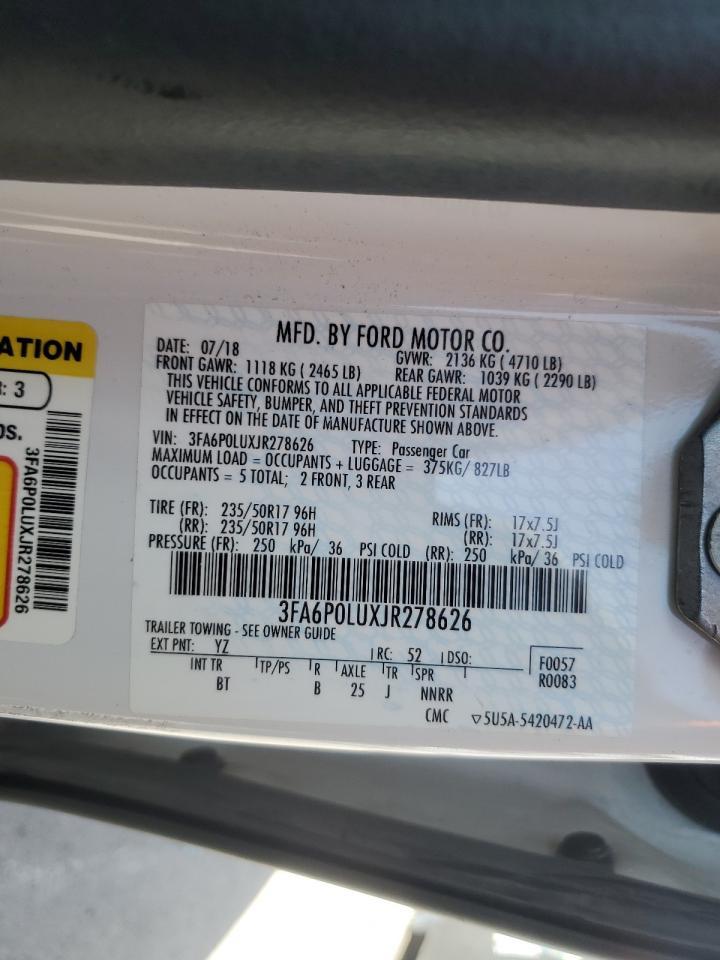 ATION
: 3
DS.
3FA6P0LUXJR278626
MFD. BY FORD MOTOR CO.
DATE: 07/18 GVWR: 2136 KG ( 4710 LB)
FRONT GAWR: 1118 KG ( 2465 LB) REAR GAWR: 1039 KG ( 2290 LB)
THIS VEHICLE CONFORMS TO ALL APPLICABLE FEDERAL MOTOR
VEHICLE SAFETY, BUMPER, AND THEFT PREVENTION STANDARDS
IN EFFECT ON THE DATE OF MANUFACTURE SHOWN ABOVE.
VIN: 3FA6P0LUXJR278626 TYPE: Passenger Car
MAXIMUM LOAD = OCCUPANTS + LUGGAGE = 375KG/ 827LB
OCCUPANTS = 5 TOTAL; 2 FRONT, 3 REAR
TIRE (FR): 235/50R17 96H RIMS (FR): 17x7.5J
(RR): 235/50R17 96H (RR): 17x7.5J
PRESSURE (FR): 250 kPa/ 36 PSI COLD (RR): 250 kPa/ 36 PSI COLD
3FA6P0LUXJR278626
TRAILER TOWING - SEE OWNER GUIDE
EXT PNT: YZ RC: 52 DSO: F0057
INT TR TP/PS R AXLE TR SPR R0083
BT B 25 J NNRR
CMC ▽5U5A-5420472-AA